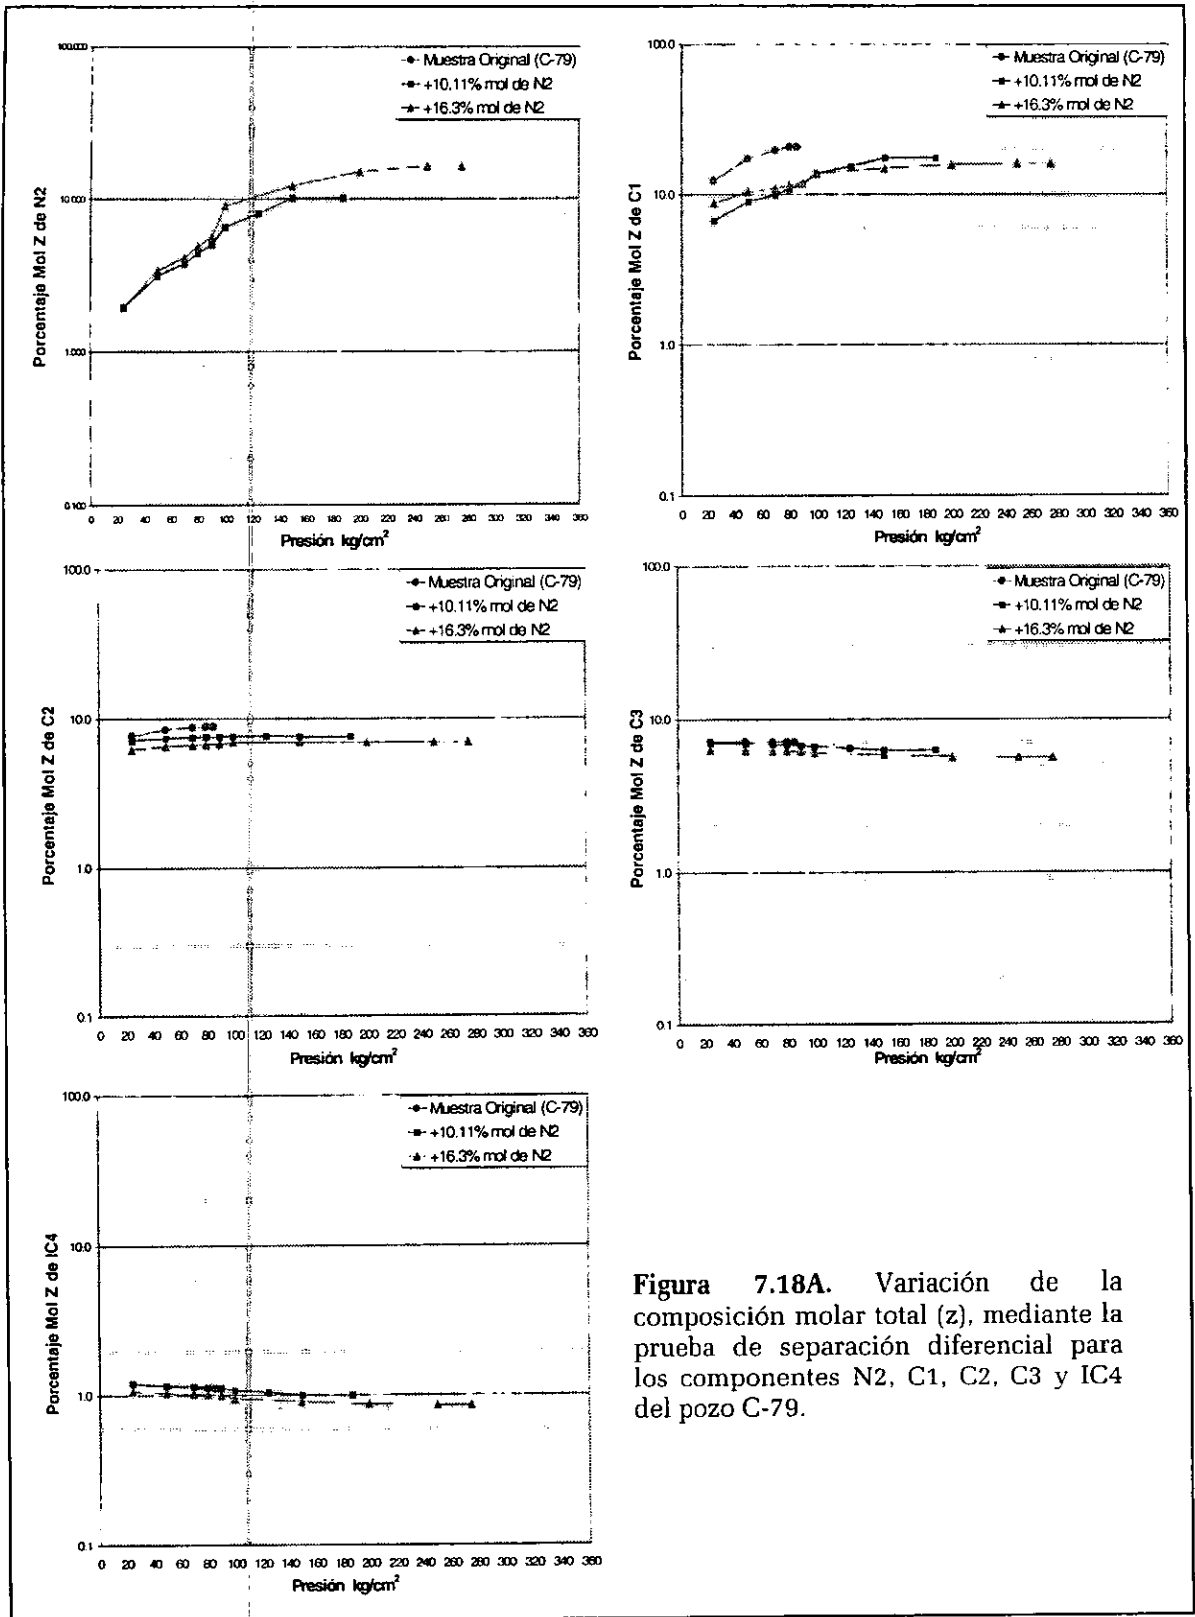 100.000
10.000
1.000
0.100
Porcentaje Mol Z de N2
Muestra Original (C-79)
+10.11% mol de N2
+16.3% mol de N2
0 20 40 60 80 100 120 140 160 180 200 220 240 260 280 300 320 340 360
Presión kg/cm²
100.0
10.0
1.0
0.1
Porcentaje Mol Z de C1
Muestra Original (C-79)
+10.11% mol de N2
+16.3% mol de N2
0 20 40 60 80 100 120 140 160 180 200 220 240 260 280 300 320 340 360
Presión kg/cm²
100.0
10.0
1.0
0.1
Porcentaje Mol Z de C2
Muestra Original (C-79)
+10.11% mol de N2
+16.3% mol de N2
0 20 40 60 80 100 120 140 160 180 200 220 240 260 280 300 320 340 360
Presión kg/cm²
100.0
10.0
1.0
0.1
Porcentaje Mol Z de C3
Muestra Original (C-79)
+10.11% mol de N2
+16.3% mol de N2
0 20 40 60 80 100 120 140 160 180 200 220 240 260 280 300 320 340 360
Presión kg/cm²
100.0
10.0
1.0
0.1
Porcentaje Mol Z de IC4
Muestra Original (C-79)
+10.11% mol de N2
+16.3% mol de N2
0 20 40 60 80 100 120 140 160 180 200 220 240 260 280 300 320 340 360
Presión kg/cm²
Figura 7.18A. Variación de la
composición molar total (z), mediante la
prueba de separación diferencial para
los componentes N2, C1, C2, C3 y IC4
del pozo C-79.